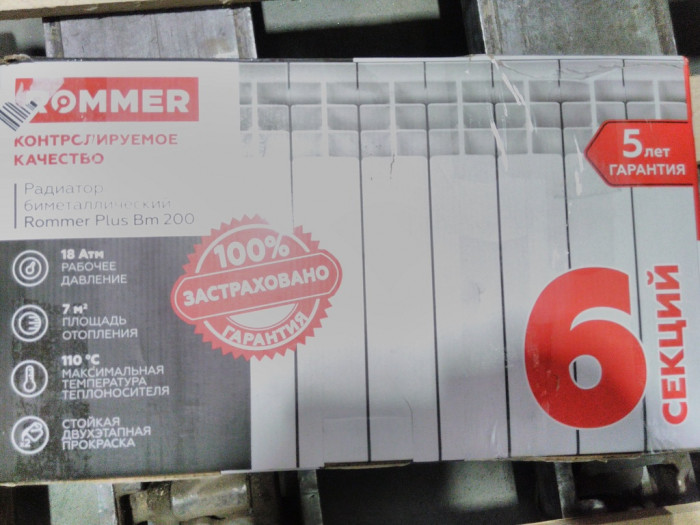 ROMMER
КОНТРОЛИРУЕМОЕ
КАЧЕСТВО
Радиатор
биметаллический
Rommer Plus Bm 200
18 Атм
РАБОЧЕЕ
ДАВЛЕНИЕ
7 м²
ПЛОЩАДЬ
ОТОПЛЕНИЯ
110 °C
МАКСИМАЛЬНАЯ
ТЕМПЕРАТУРА
ТЕПЛОНОСИТЕЛЯ
x2
СТОЙКАЯ
ДВУХЭТАПНАЯ
ПРОКРАСКА
100%
ЗАСТРАХОВАНО
ГАРАНТИЯ
5 лет
ГАРАНТИЯ
6
СЕКЦИЙ